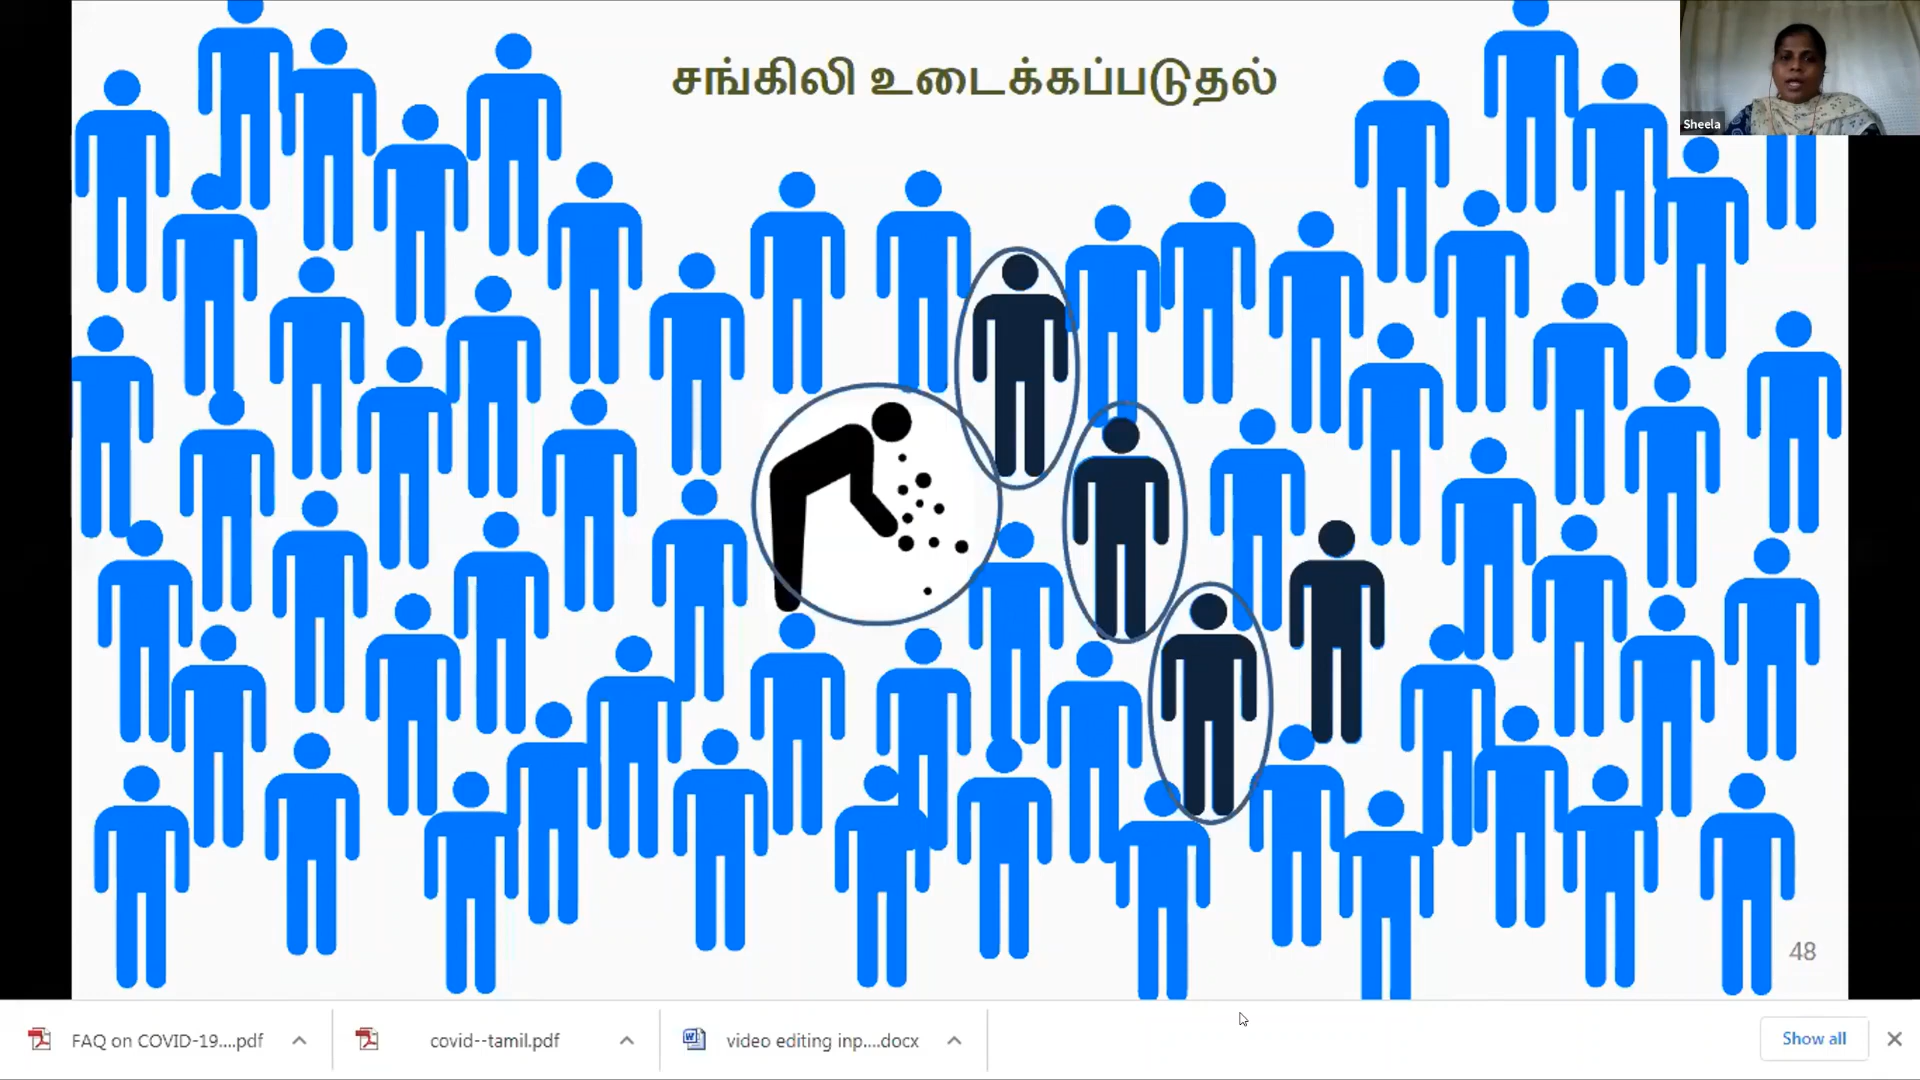 சங்கிலி உடைக்கப்படுதல்
Sheela
48
FAQ on COVID-19....pdf
covid--tamil.pdf
video editing inp....docx
Show all